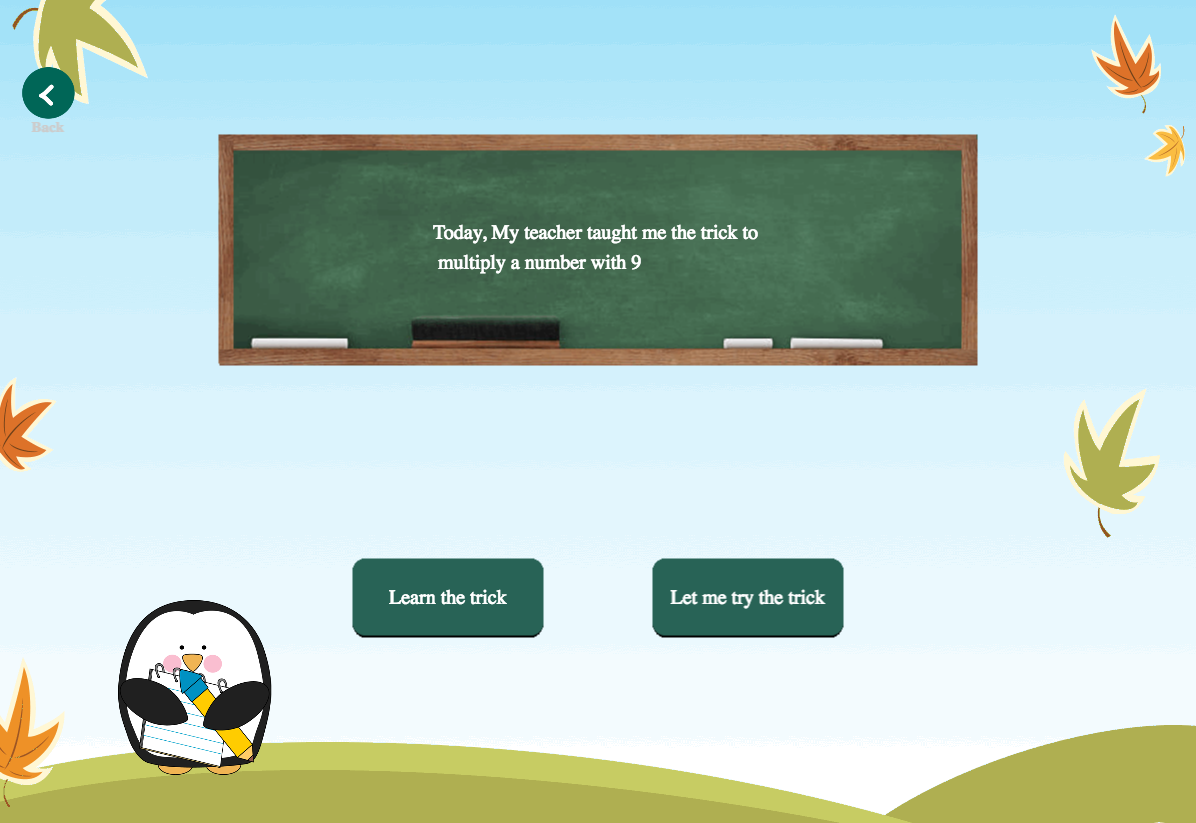 Back
Today, My teacher taught me the trick to
multiply a number with 9
Learn the trick
Let me try the trick